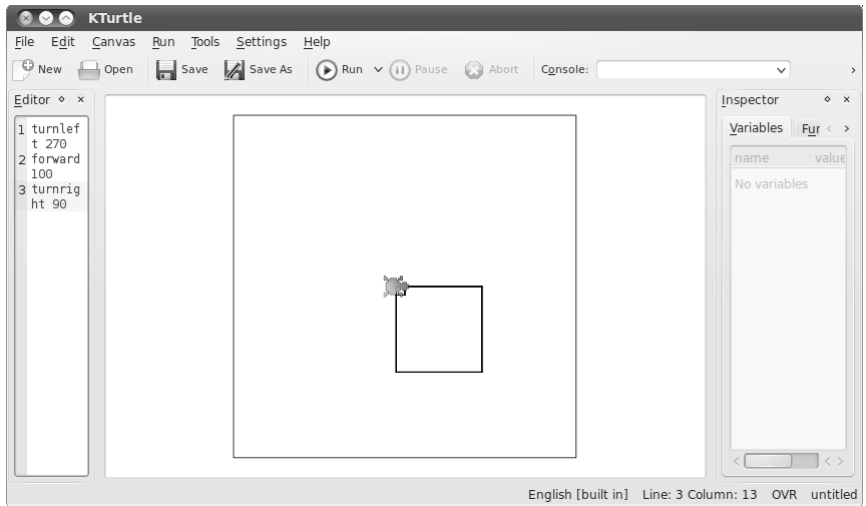 KTurtle
File Edit Canvas Run Tools Settings Help
New Open Save Save As Run Pause Abort Console:
Editor
1 turnlef
t 270
2 forward
100
3 turnrig
ht 90
Inspector
Variables Fur
name value
No variables
English [built in] Line: 3 Column: 13 OVR untitled